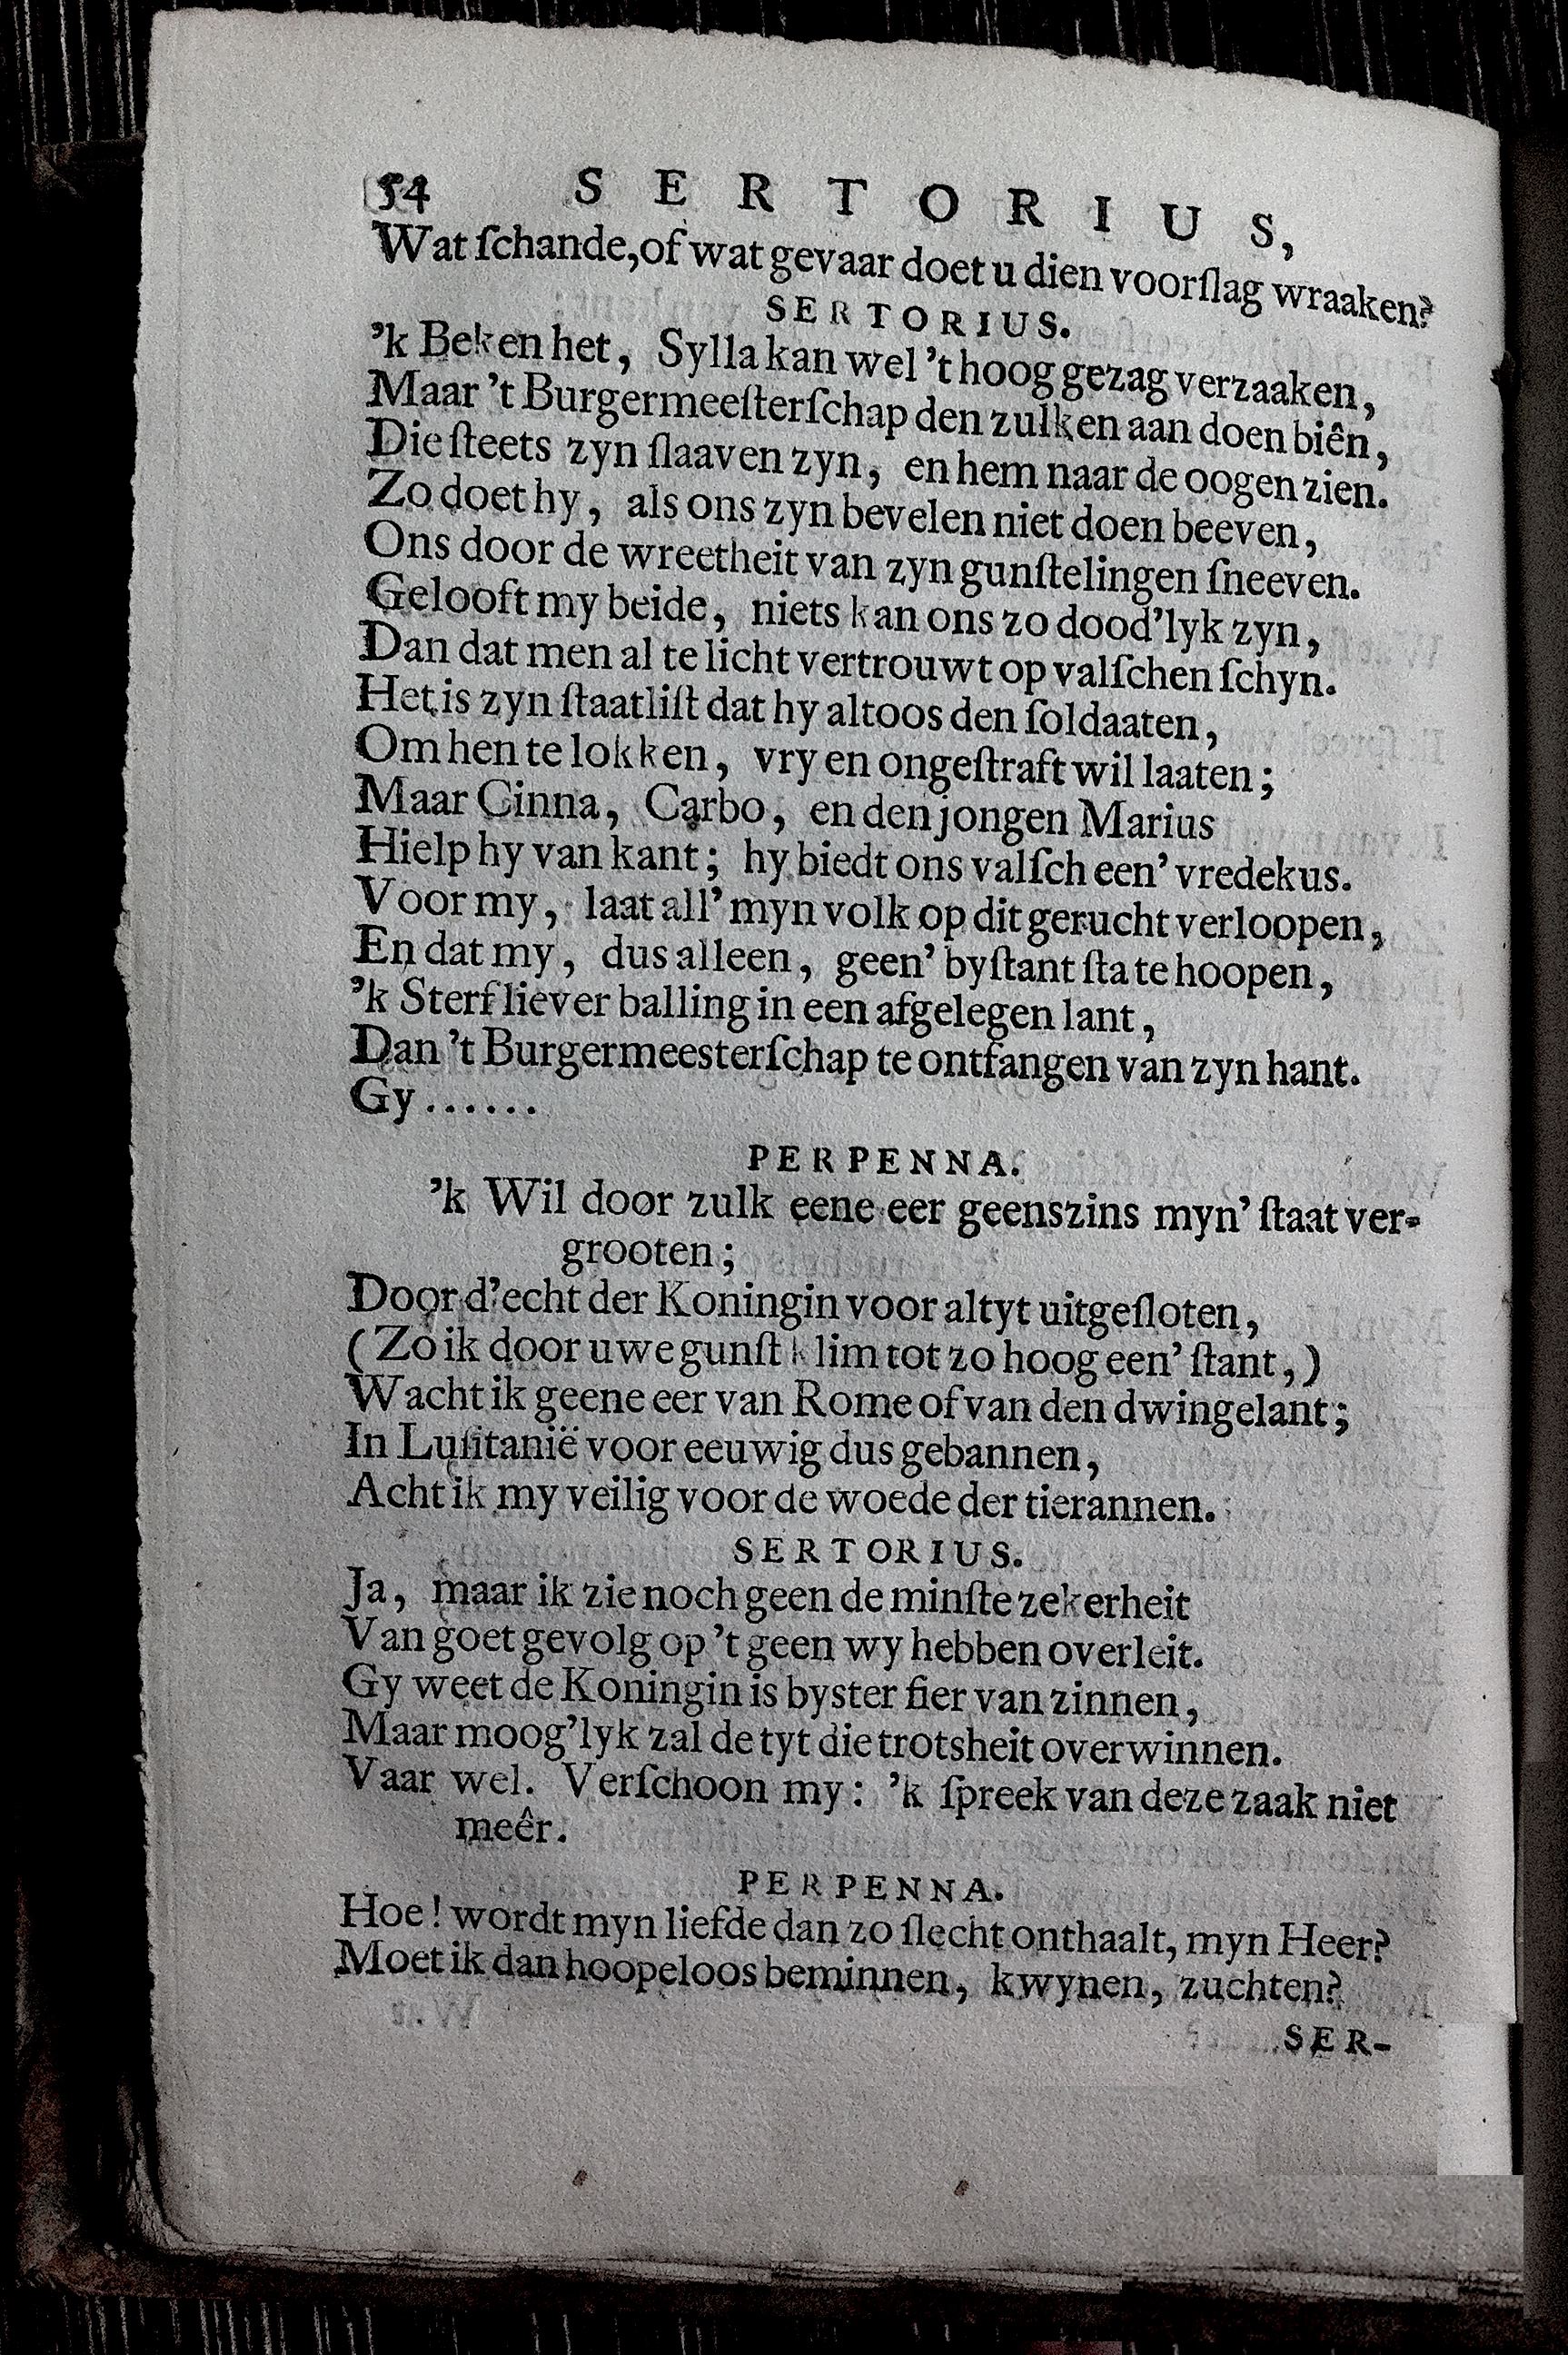 54 SERTORIUS,
Wat ſchande, of wat gevaar doet u dien voorſlag wraaken?
SERTORIUS.
’k Beken het, Sylla kan wel ’t hoog gezag verzaaken,
Maar ’t Burgermeeſterſchap den zulken aan doen biên,
Die ſteets zyn ſlaaven zyn, en hem naar de oogen zien.
Zo doet hy, als ons zyn bevelen niet doen beeven,
Ons door de wreetheit van zyn gunſtelingen ſneeven.
Gelooft my beide, niets kan ons zo dood’lyk zyn,
Dan dat men al te licht vertrouwt op valſchen ſchyn.
Het is zyn ſtaatliſt dat hy altoos den ſoldaaten,
Om hen te lokken, vry en ongeſtraft wil laaten;
Maar Cinna, Carbo, en den jongen Marius
Hielp hy van kant; hy biedt ons valſch een’ vredekus.
Voor my, laat all’ myn volk op dit gerucht verloopen,
En dat my, dus alleen, geen’ byſtant ſta te hoopen,
’k Sterf liever balling in een afgelegen lant,
Dan ’t Burgermeesterſchap te ontfangen van zyn hant.
Gy......
PERPENNA.
’k Wil door zulk eene eer geenszins myn’ ſtaat ver-
grooten;
Door d’echt der Koningin voor altyt uitgeſloten,
(Zo ik door uwe gunſt klim tot zo hoog een’ ſtant,)
Wacht ik geene eer van Rome of van den dwingelant;
In Luſitanië voor eeuwig dus gebannen,
Acht ik my veilig voor de woede der tierannen.
SERTORIUS.
Ja, maar ik zie noch geen de minſte zekerheit
Van goet gevolg op ’t geen wy hebben overleit.
Gy weet de Koningin is byster fier van zinnen,
Maar moog’lyk zal de tyt die trotsheit overwinnen.
Vaar wel. Verſchoon my: ’k ſpreek van deze zaak niet
meêr.
PERPENNA.
Hoe! wordt myn liefde dan zo ſlecht onthaalt, myn Heer?
Moet ik dan hoopeloos beminnen, kwynen, zuchten?
SER-